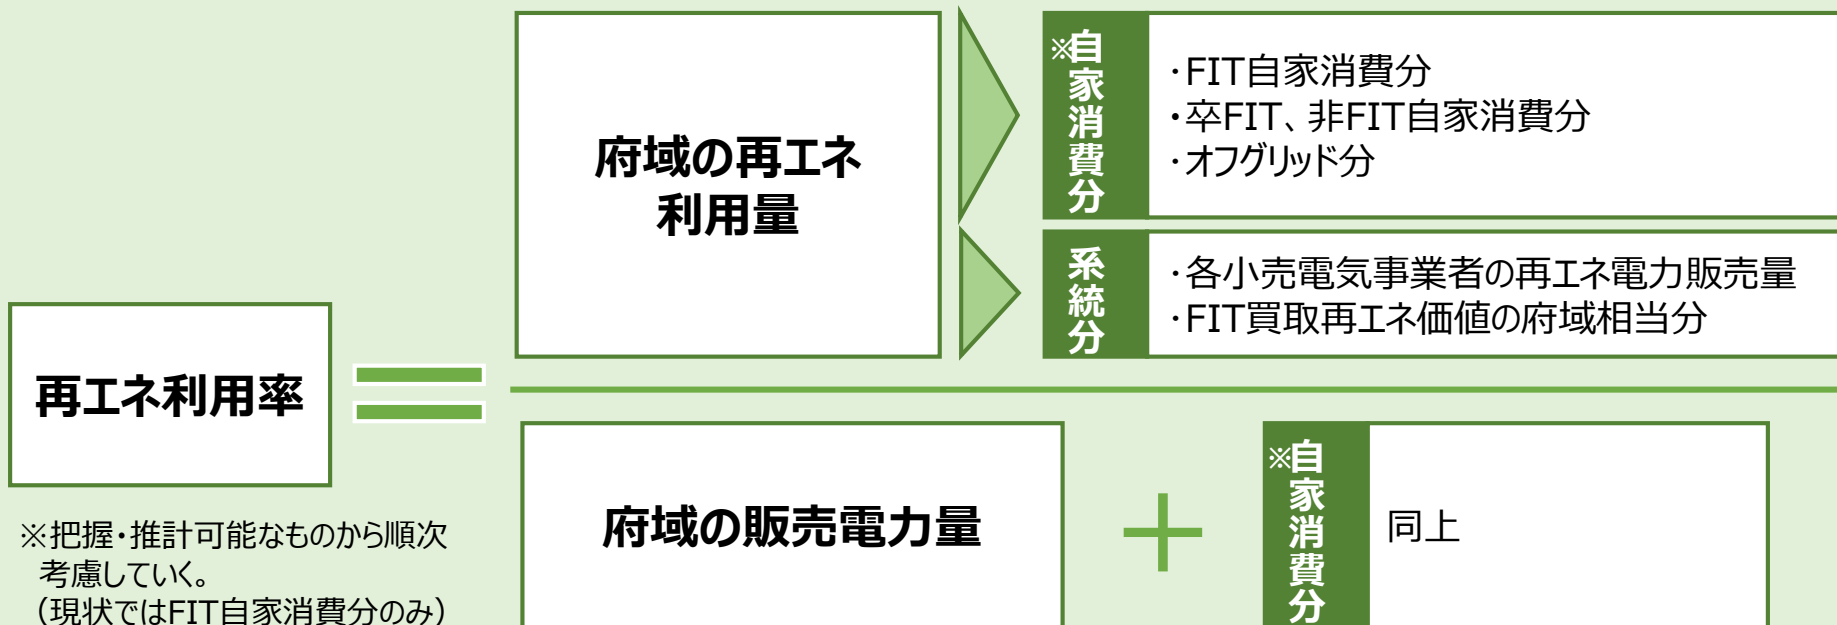 府域の再エネ
利用量
※自家消費分
・FIT自家消費分
・卒FIT、非FIT自家消費分
・オフグリッド分
系統分
・各小売電気事業者の再エネ電力販売量
・FIT買取再エネ価値の府域相当分
再エネ利用率
府域の販売電力量
＋
※自家消費分
同上
※把握・推計可能なものから順次
考慮していく。
（現状ではFIT自家消費分のみ）